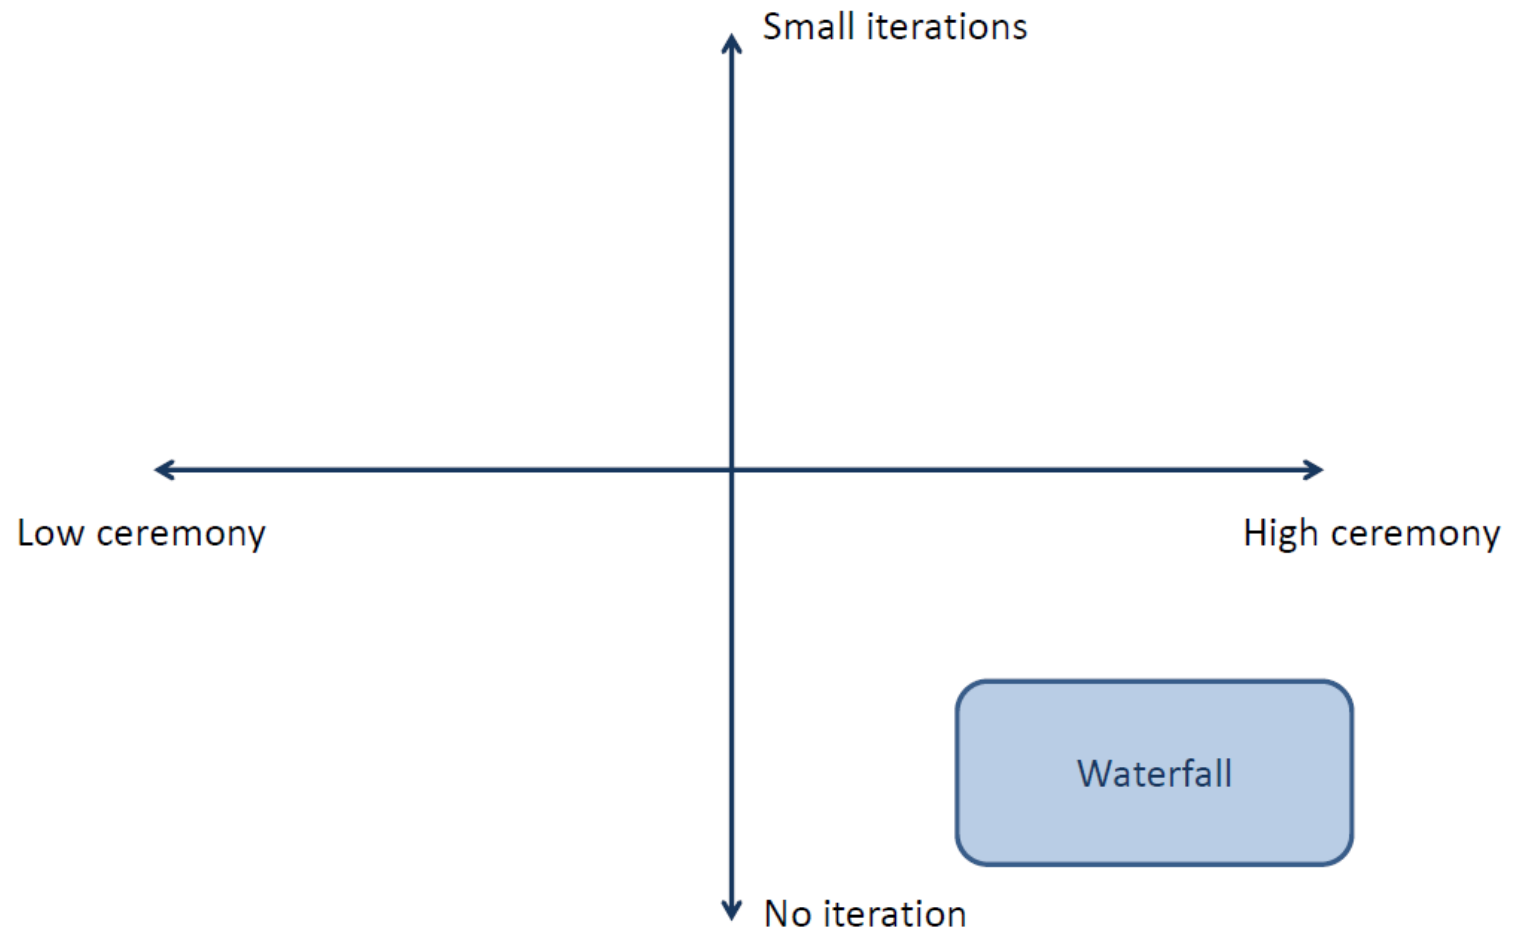 Small iterations
Low ceremony
High ceremony
Waterfall
No iteration